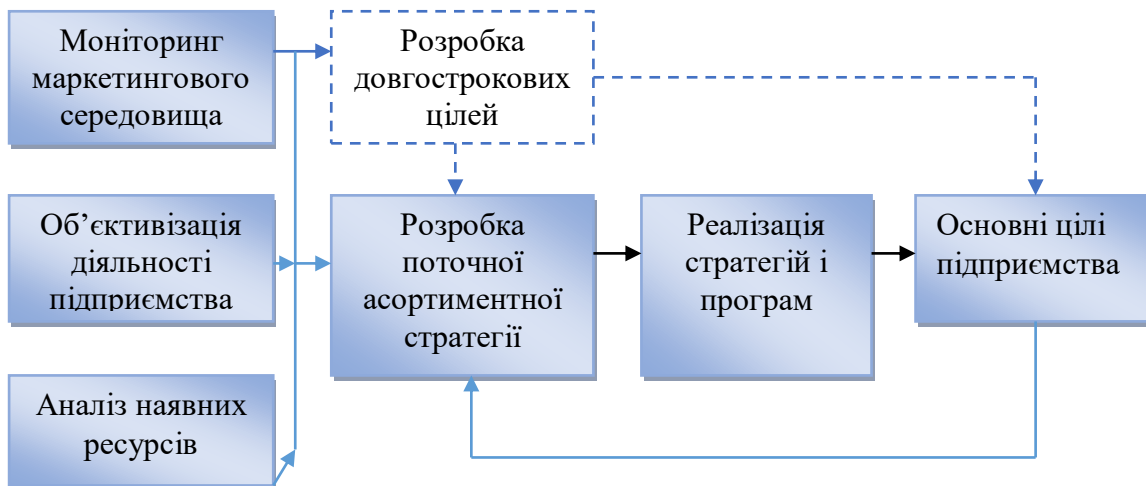 Моніторинг
маркетингового
середовища
Розробка
довгострокових
цілей
Об’єктивізація
діяльності
підприємства
Розробка
поточної
асортиментної
стратегії
Реалізація
стратегій і
програм
Основні цілі
підприємства
Аналіз наявних
ресурсів